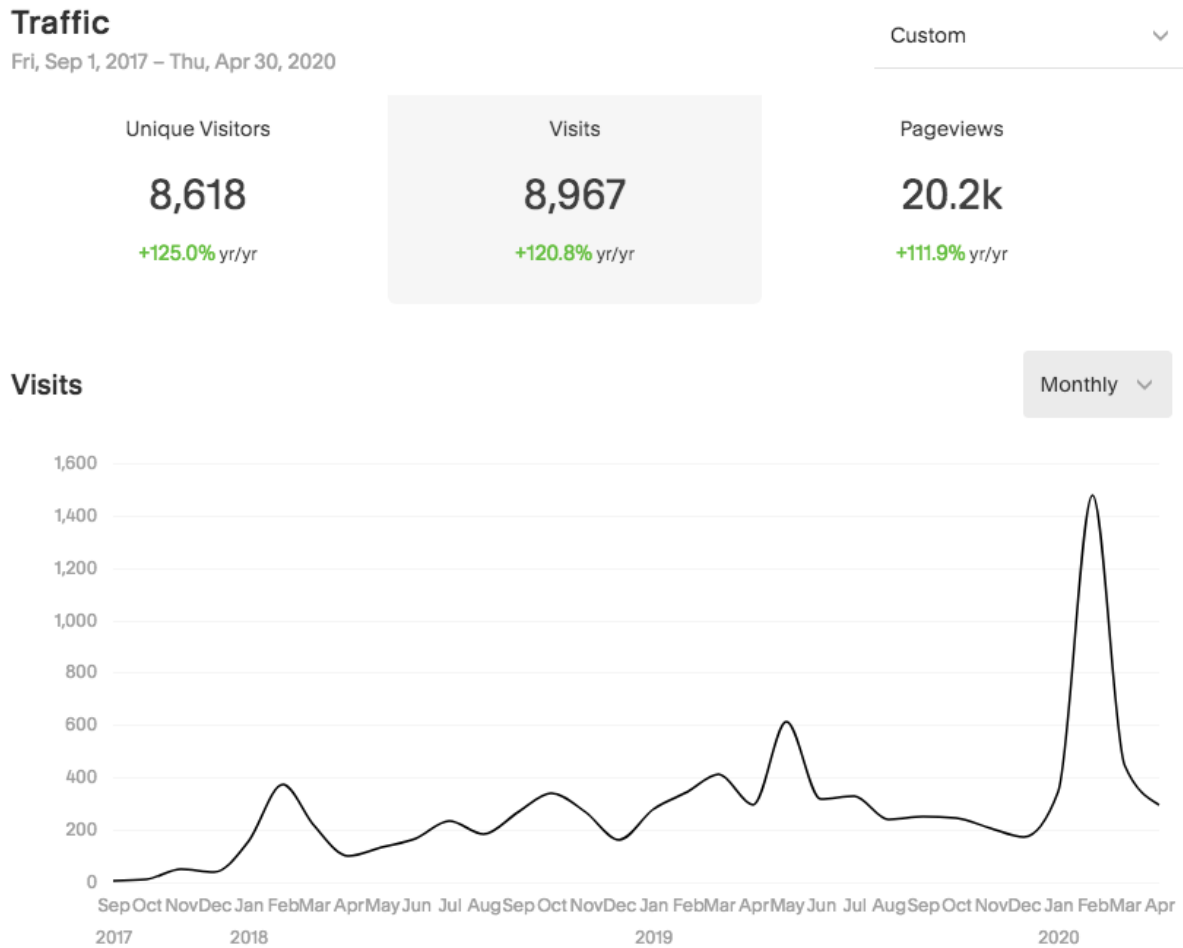 Traffic
Custom
Fri, Sep 1, 2017 – Thu, Apr 30, 2020
Unique Visitors
Visits
Pageviews
8,618
8,967
20.2k
+125.0% yr/yr
+120.8% yr/yr
+111.9% yr/yr
Visits
Monthly
1,600
1,400
1,200
1,000
800
600
400
200
0
Sep Oct Nov Dec Jan Feb Mar Apr May Jun Jul Aug Sep Oct Nov Dec Jan Feb Mar Apr May Jun Jul Aug Sep Oct Nov Dec Jan Feb Mar Apr
2017 2018 2019 2020